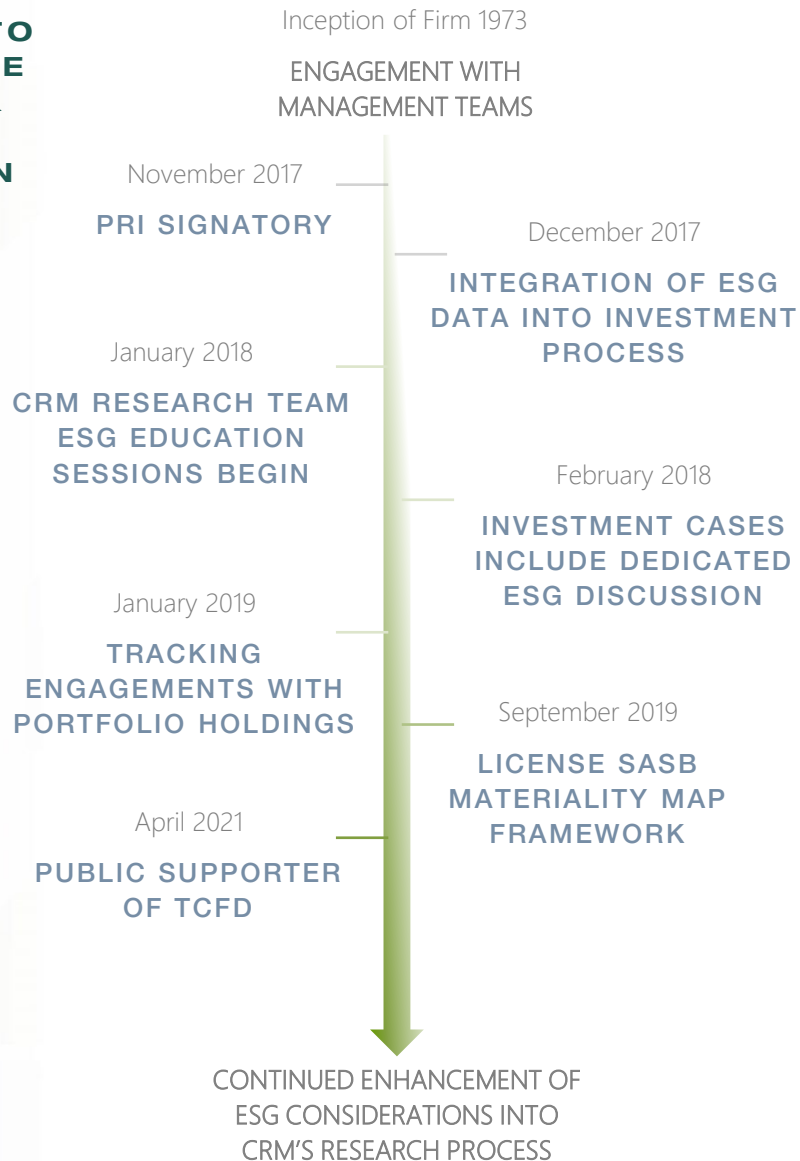 TO
E
N
Inception of Firm 1973
ENGAGEMENT WITH
MANAGEMENT TEAMS
November 2017
PRI SIGNATORY
December 2017
INTEGRATION OF ESG
DATA INTO INVESTMENT
PROCESS
January 2018
CRM RESEARCH TEAM
ESG EDUCATION
SESSIONS BEGIN
February 2018
INVESTMENT CASES
INCLUDE DEDICATED
ESG DISCUSSION
January 2019
TRACKING
ENGAGEMENTS WITH
PORTFOLIO HOLDINGS
September 2019
LICENSE SASB
MATERIALITY MAP
FRAMEWORK
April 2021
PUBLIC SUPPORTER
OF TCFD
CONTINUED ENHANCEMENT OF
ESG CONSIDERATIONS INTO
CRM'S RESEARCH PROCESS